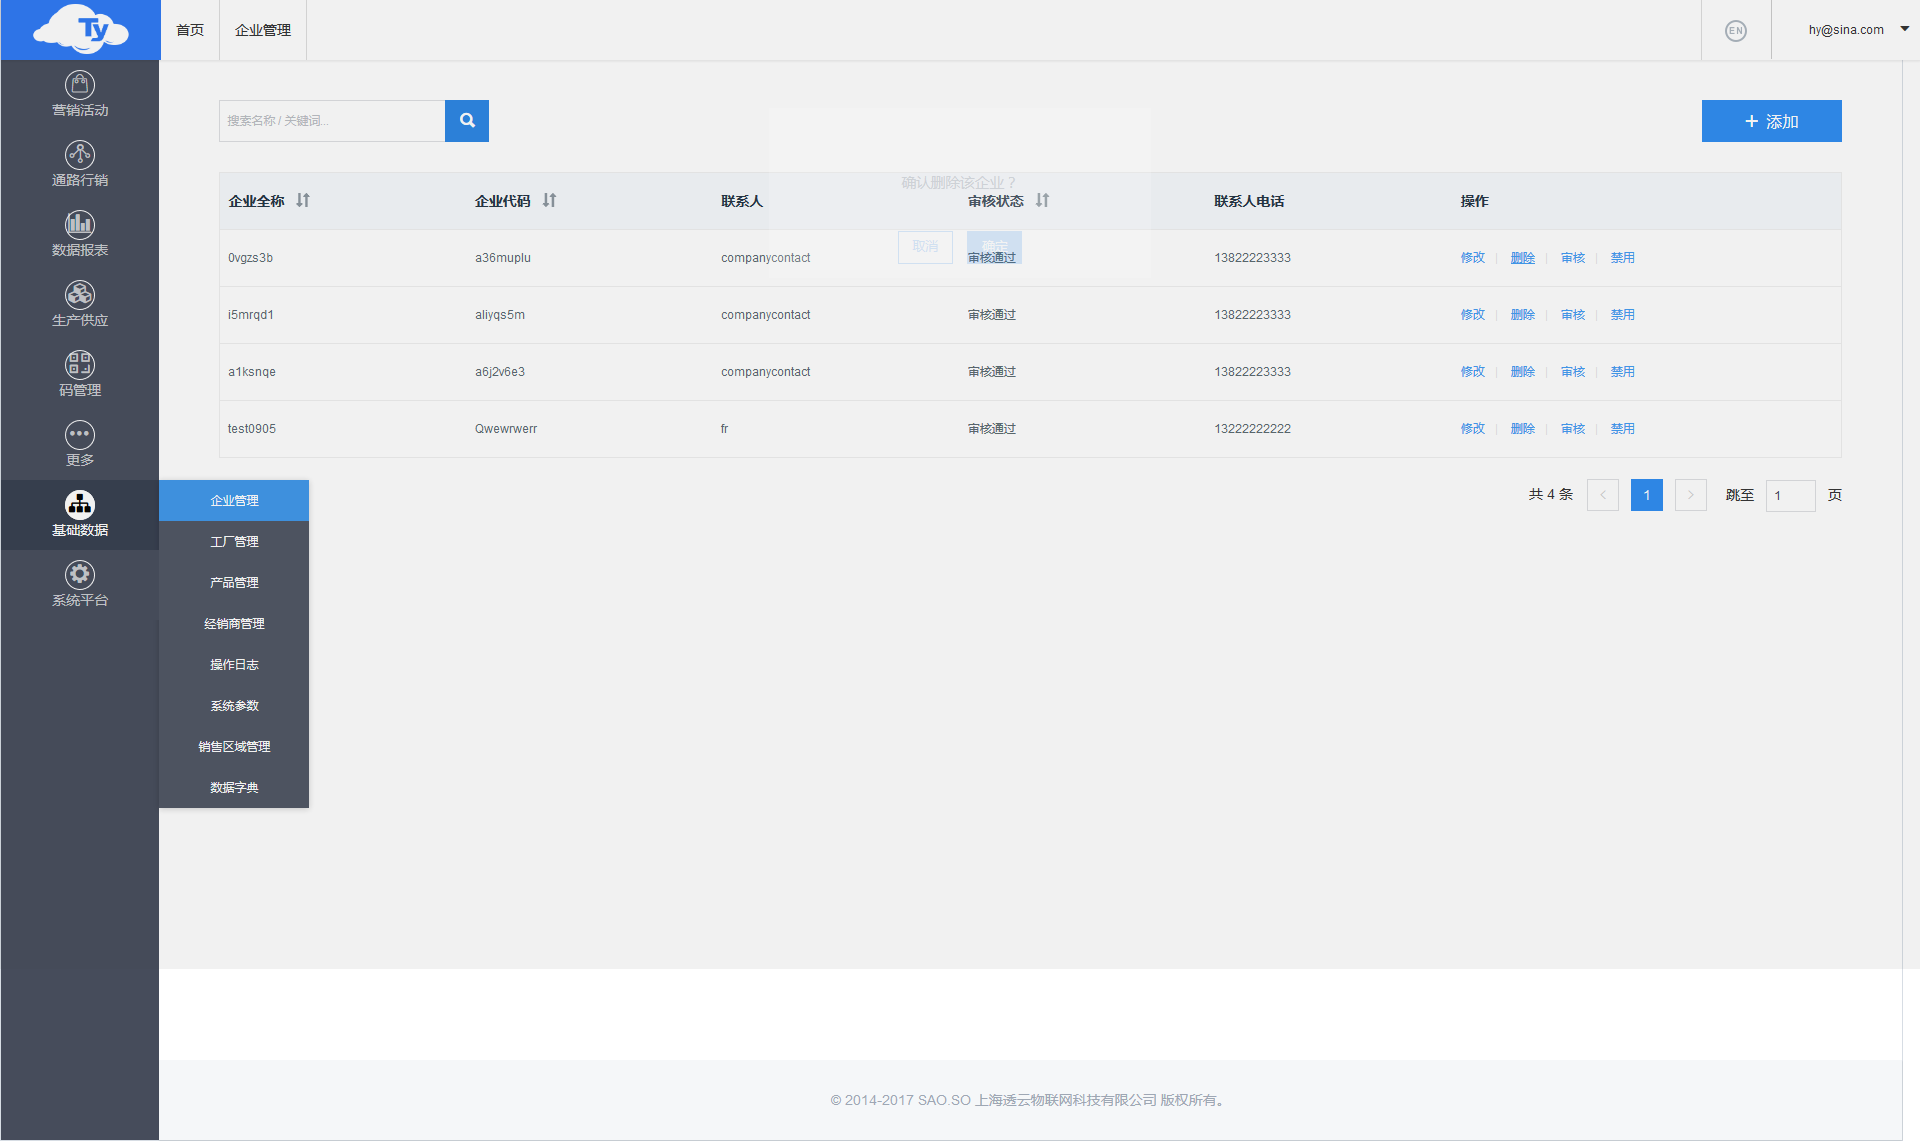 Ty
首页
企业管理
EN
hy@sina.com
营销活动
通路行销
数据报表
生产供应
码管理
更多
基础数据
系统平台
搜索名称 / 关键词...
添加
确认删除该企业？
取消
确定
企业全称 企业代码 联系人 审核状态 联系人电话 操作
0vgzs3b a36muplu companycontact 审核通过 13822223333 修改 删除 审核 禁用
i5mrqd1 aliyqs5m companycontact 审核通过 13822223333 修改 删除 审核 禁用
a1ksnqe a6j2v6e3 companycontact 审核通过 13822223333 修改 删除 审核 禁用
test0905 Qwewrwerr fr 审核通过 13222222222 修改 删除 审核 禁用
共 4 条 < 1 > 跳至 1 页
企业管理
工厂管理
产品管理
经销商管理
操作日志
系统参数
销售区域管理
数据字典
© 2014-2017 SAO.SO 上海透云物联网科技有限公司 版权所有。